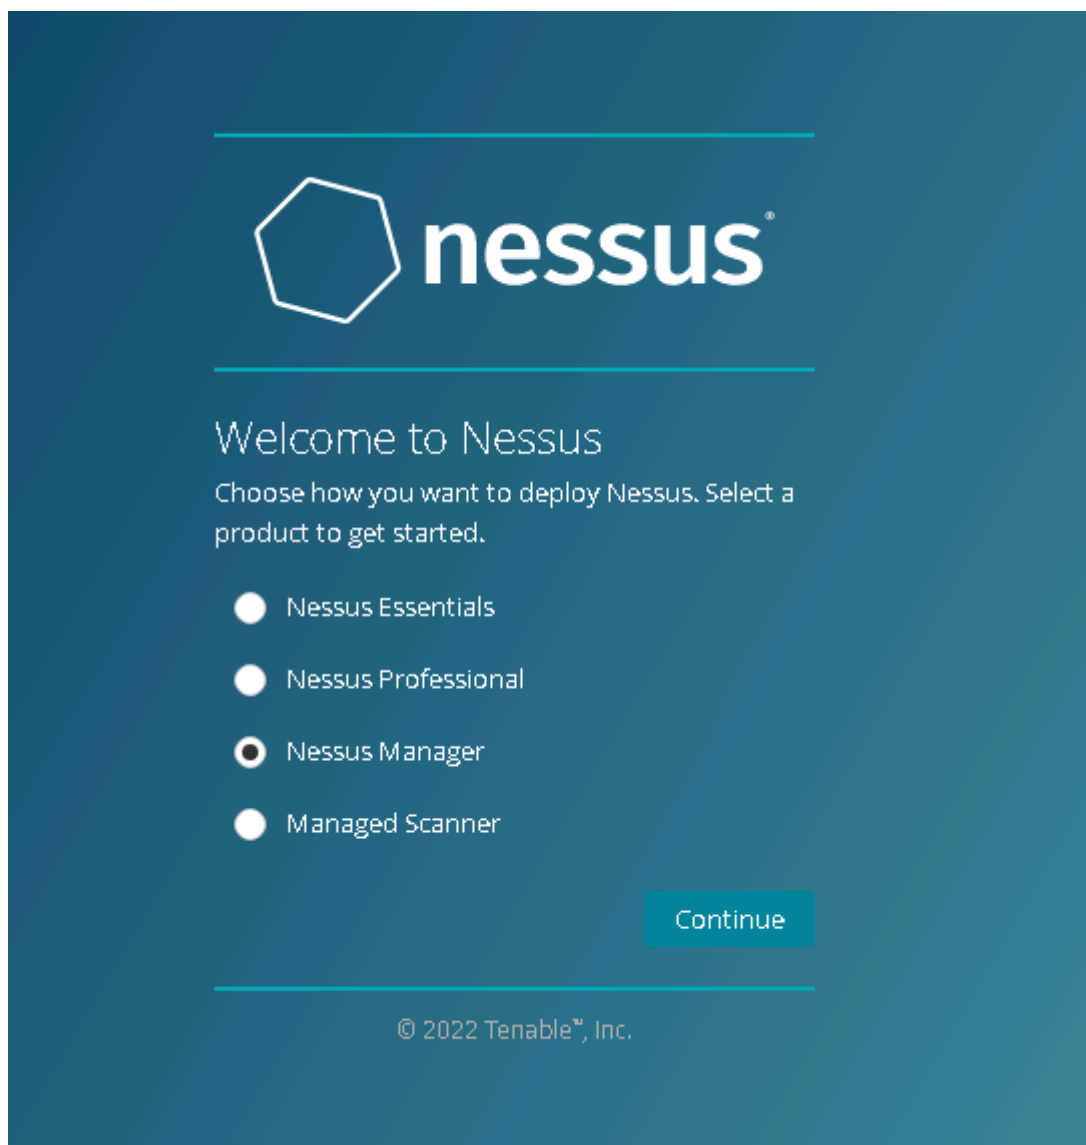 nessus®
Welcome to Nessus
Choose how you want to deploy Nessus. Select a
product to get started.
Nessus Essentials
Nessus Professional
Nessus Manager
Managed Scanner
Continue
© 2022 Tenable™, Inc.